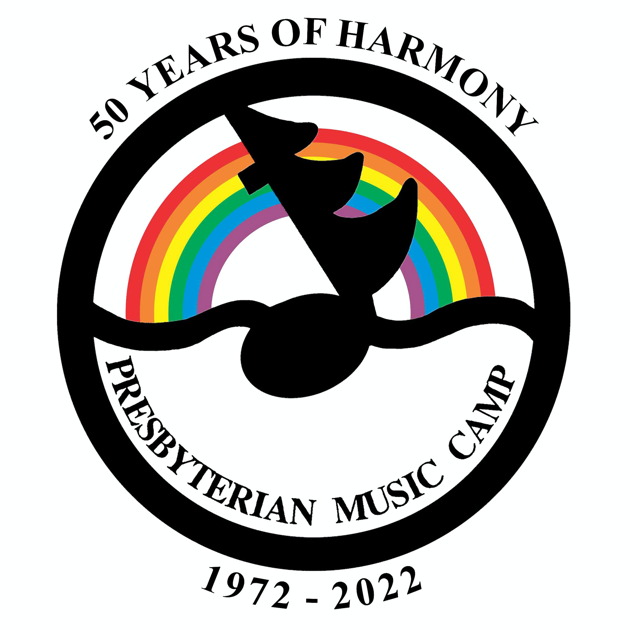 50 YEARS OF HARMONY
PRESBYTERIAN MUSIC CAMP
1972 - 2022